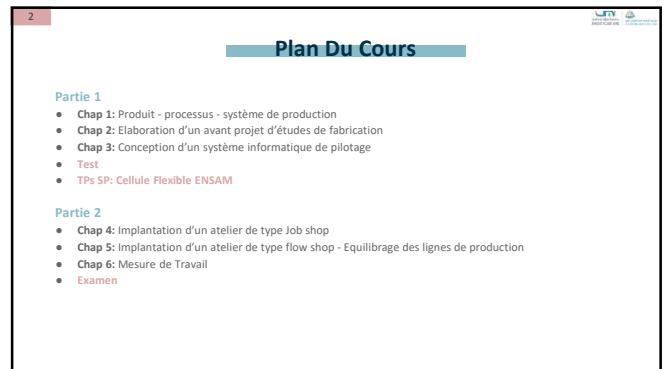 2
Plan Du Cours
Partie 1
● Chap 1: Produit - processus - système de production
● Chap 2: Elaboration d'un avant projet d'études de fabrication
● Chap 3: Conception d'un système informatique de pilotage
● Test
● TPs SP: Cellule Flexible ENSAM
Partie 2
● Chap 4: Implantation d'un atelier de type Job shop
● Chap 5: Implantation d'un atelier de type flow shop - Equilibrage des lignes de production
● Chap 6: Mesure de Travail
● Examen